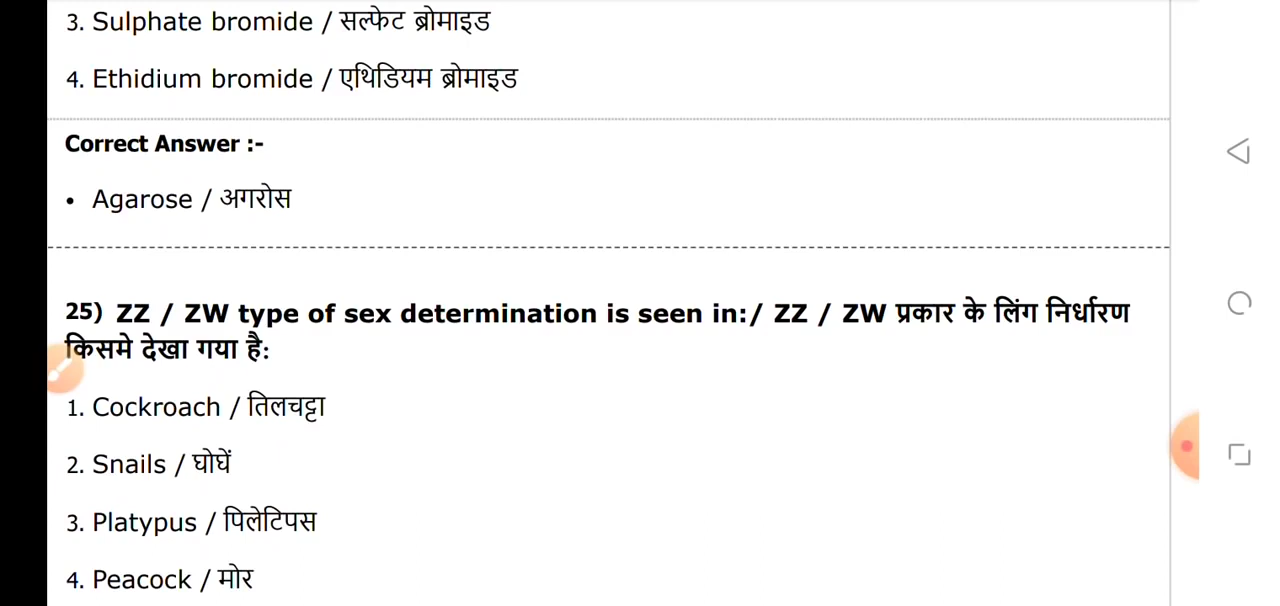 3. Sulphate bromide / सल्फेट ब्रोमाइड
4. Ethidium bromide / एथिडियम ब्रोमाइड
Correct Answer :-
• Agarose / अगरोस
25) ZZ / ZW type of sex determination is seen in:/ ZZ / ZW प्रकार के लिंग निर्धारण
किसमे देखा गया है:
1. Cockroach / तिलचट्टा
2. Snails / घोघें
3. Platypus / पिलेटिपस
4. Peacock / मोर